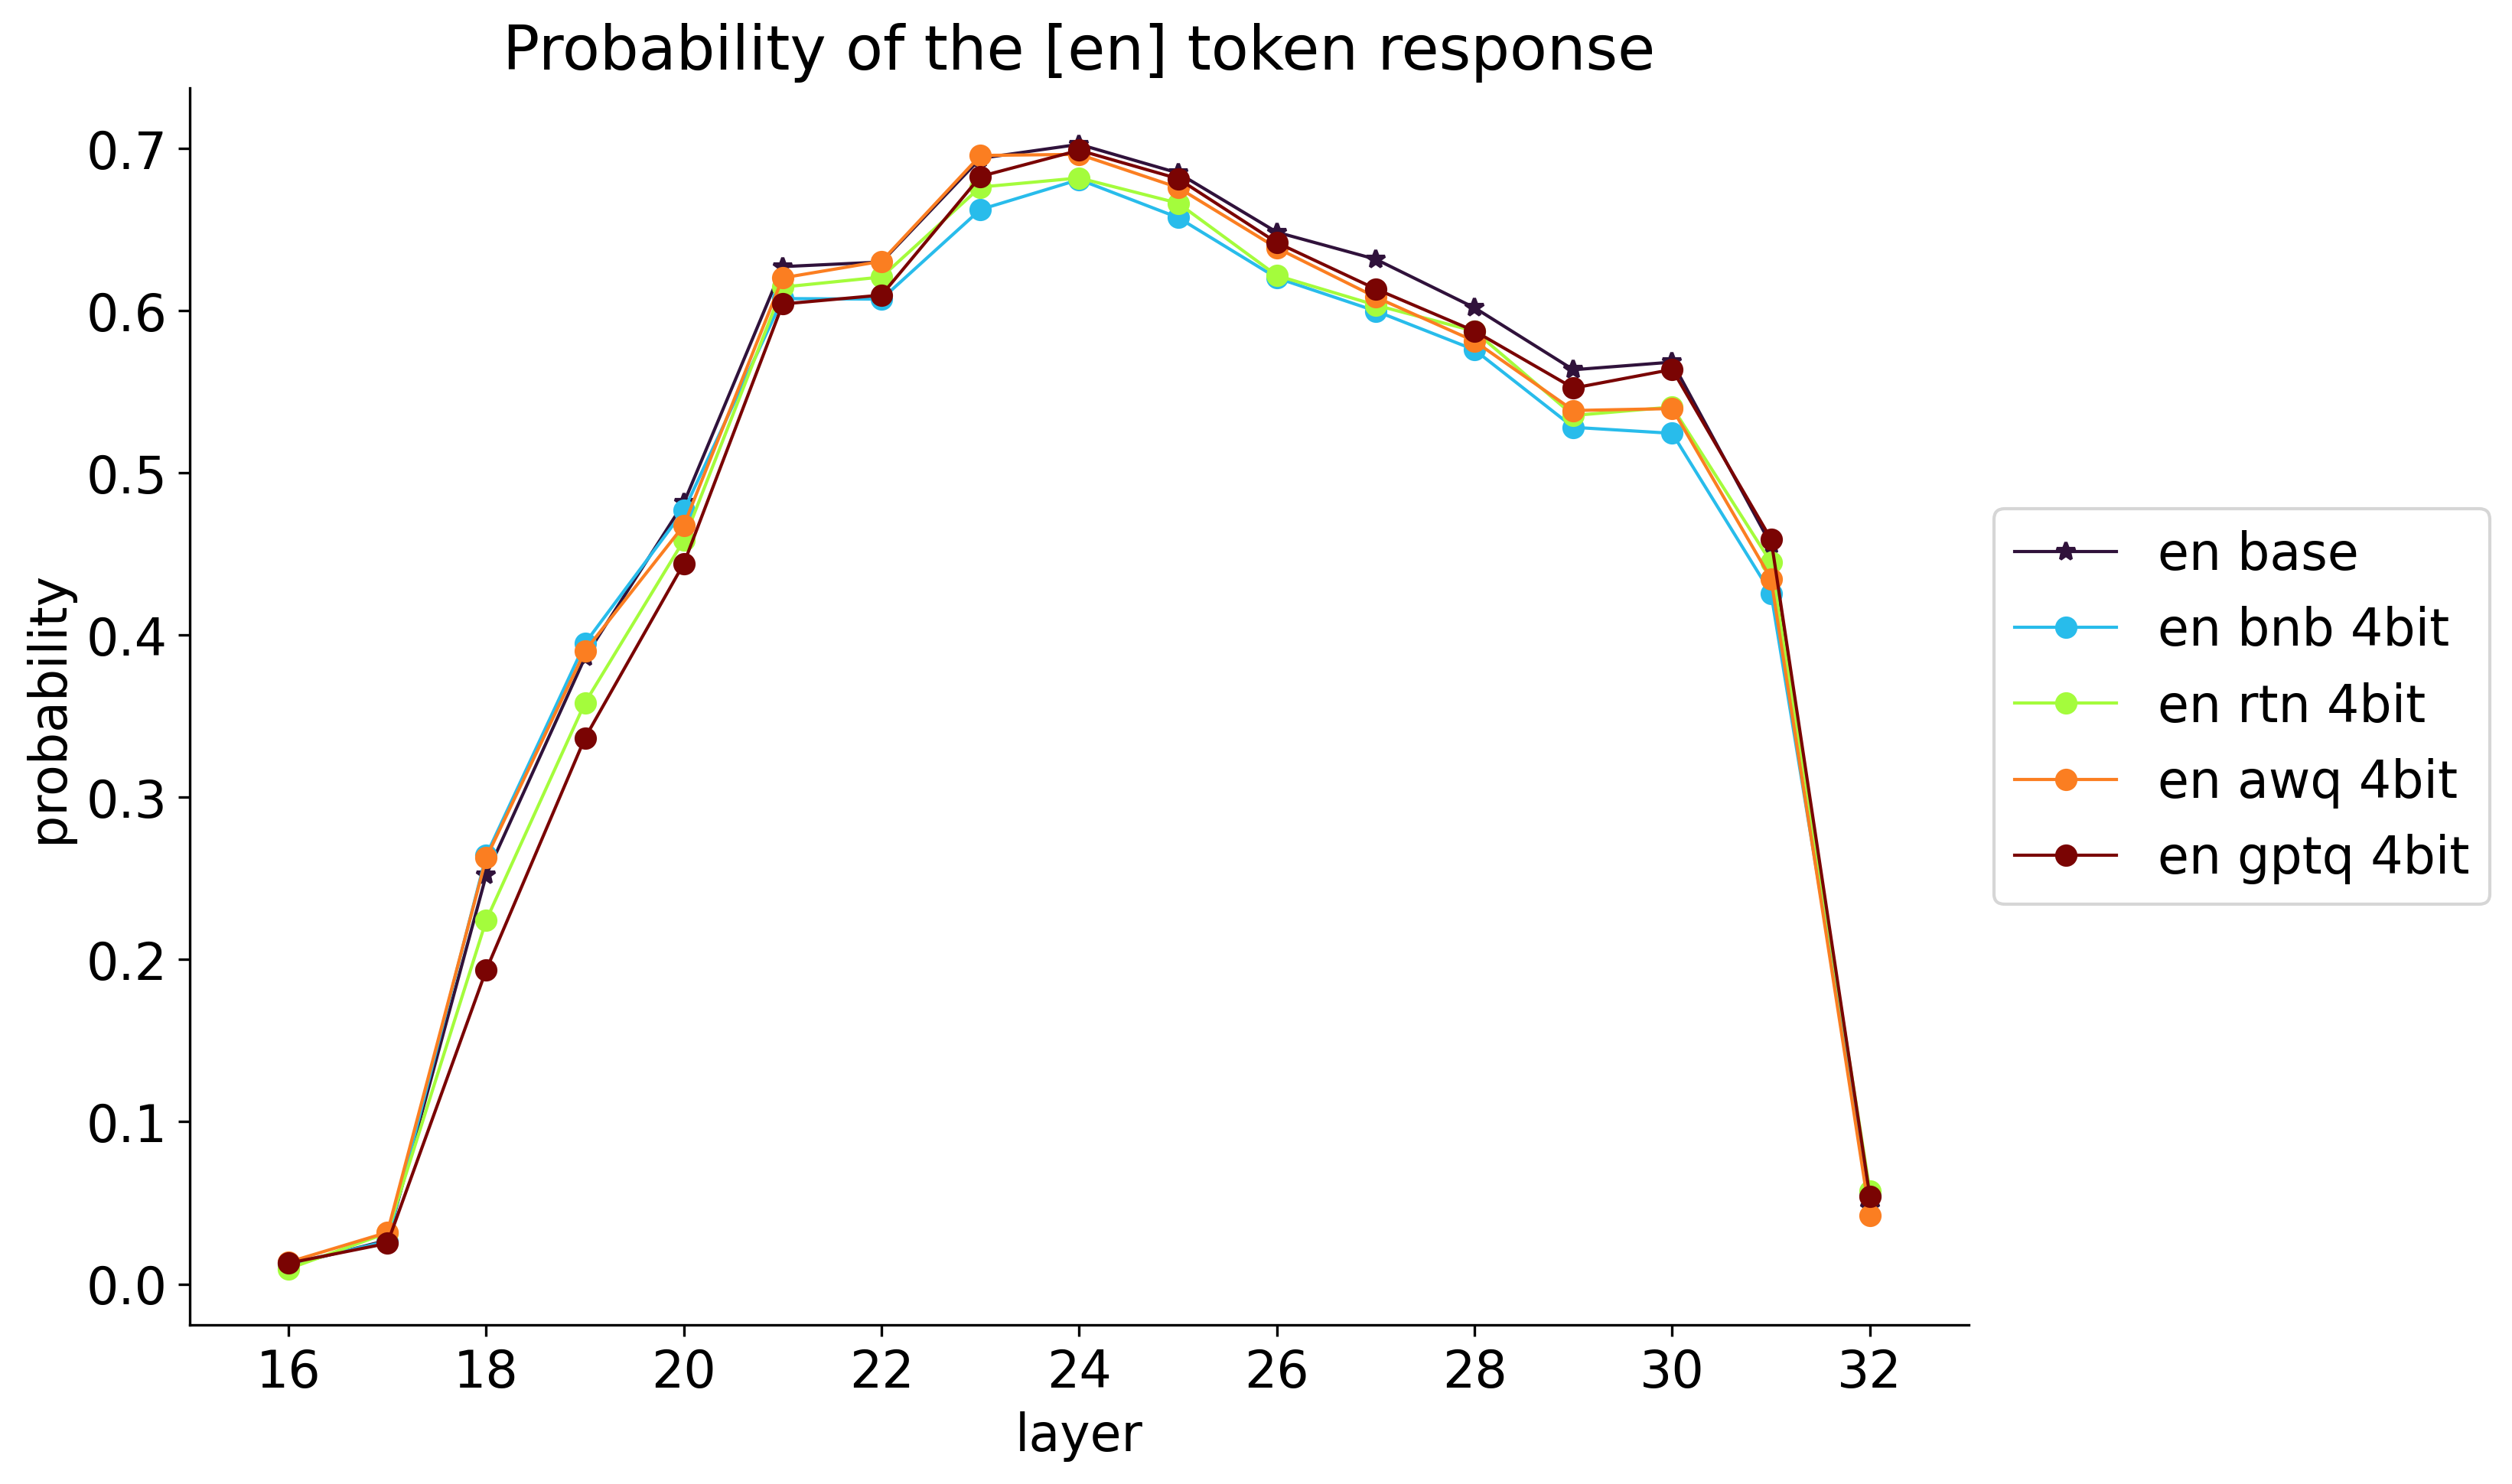 Probability of the [en] token response
probability
0.7
0.6
0.5
0.4
0.3
0.2
0.1
0.0
16 18 20 22 24 26 28 30 32
layer
en base
en bnb 4bit
en rtn 4bit
en awq 4bit
en gptq 4bit